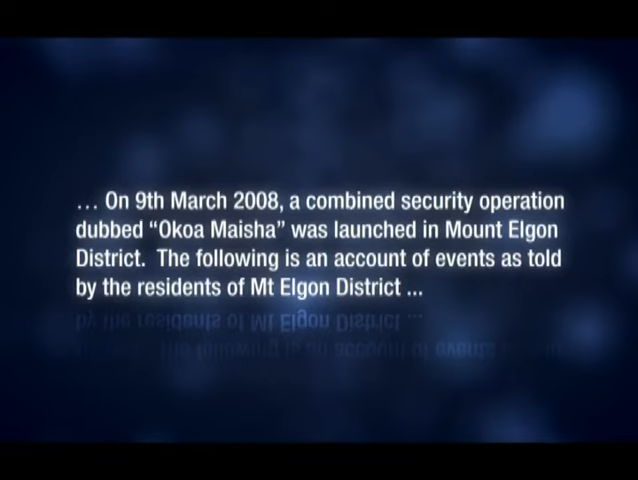 ... On 9th March 2008, a combined security operation
dubbed “Okoa Maisha” was launched in Mount Elgon
District.  The following is an account of events as told
by the residents of Mt Elgon District ...